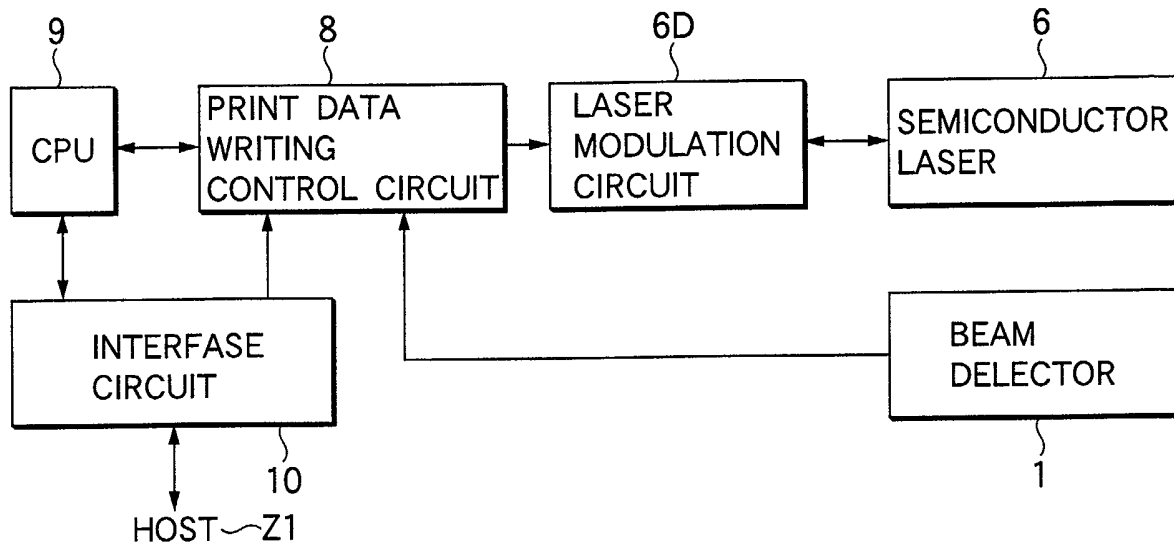 9
8
6D
6
CPU
PRINT DATA
WRITING
CONTROL CIRCUIT
LASER
MODULATION
CIRCUIT
SEMICONDUCTOR
LASER
INTERFASE
CIRCUIT
BEAM
DELECTOR
10
1
HOST Z1